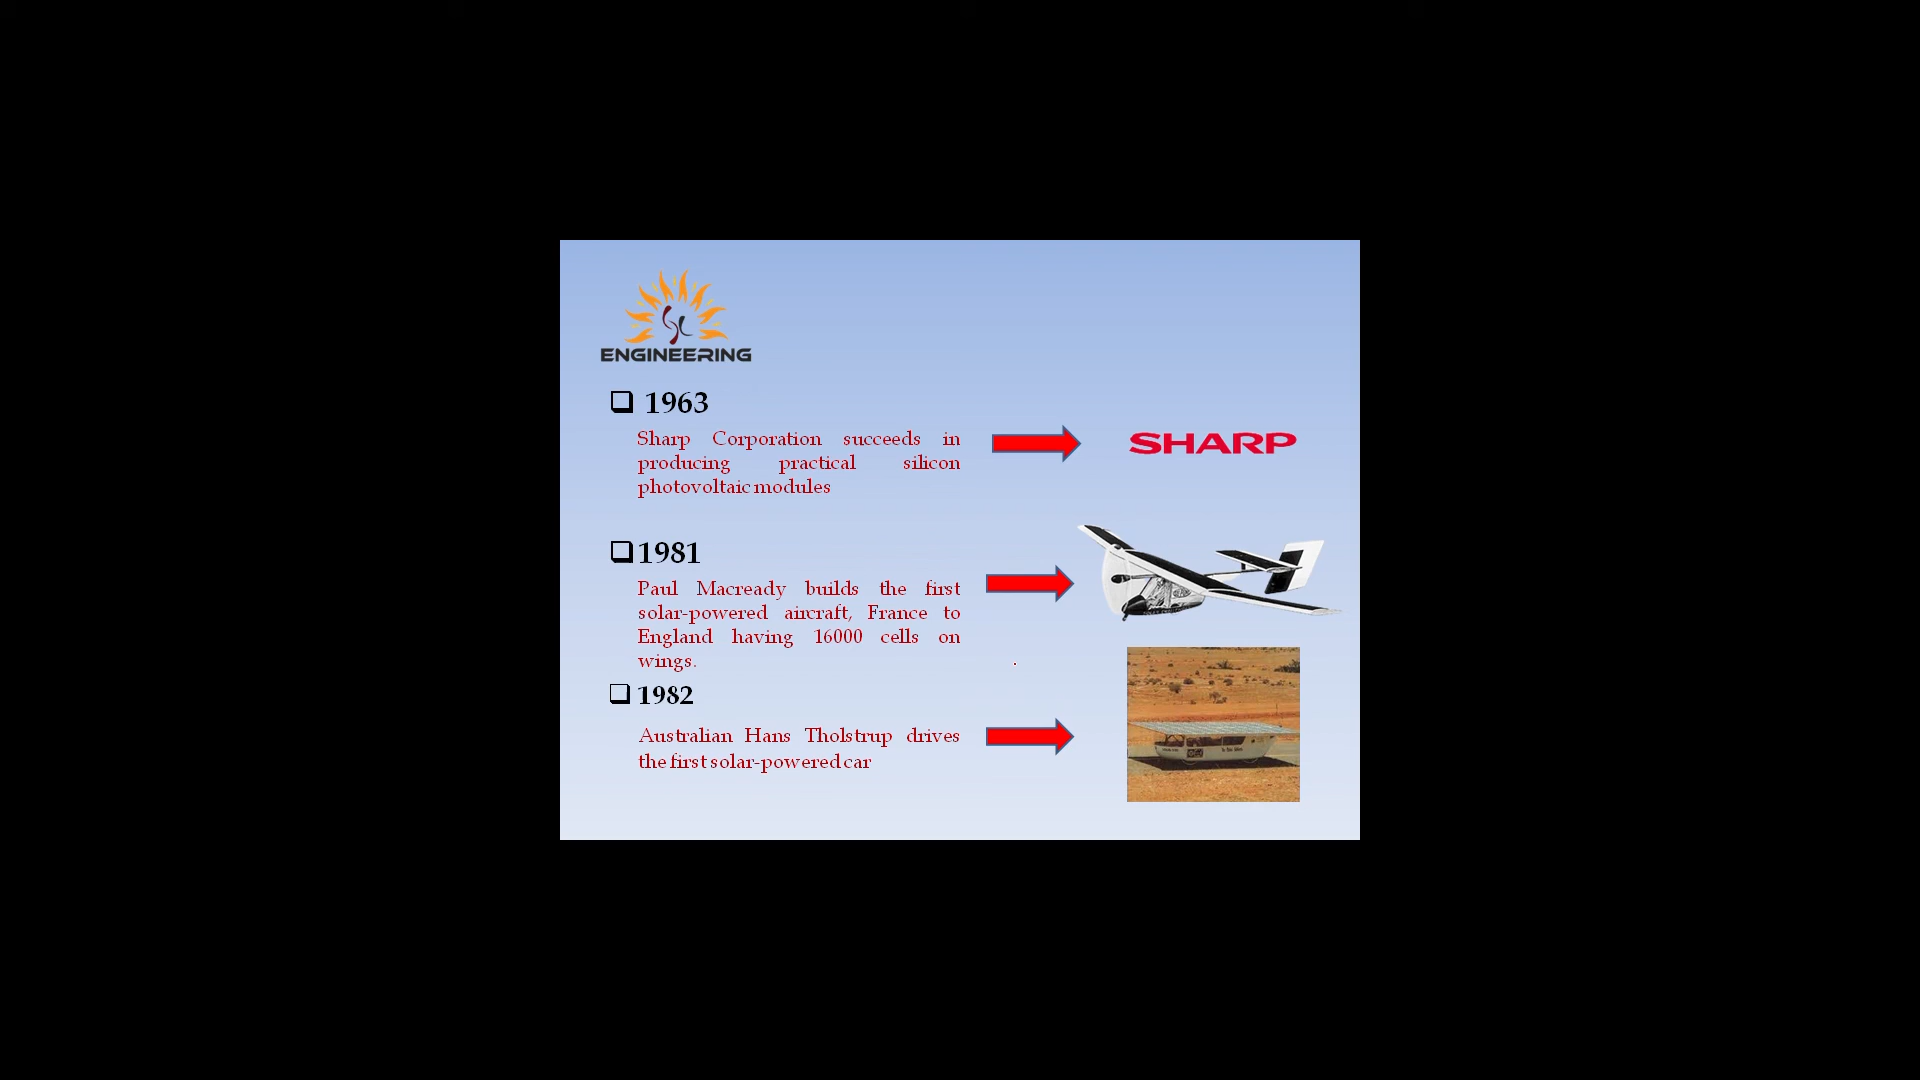 ENGINEERING
1963
Sharp Corporation succeeds in
producing practical silicon
photovoltaic modules
SHARP
1981
Paul Macready builds the first
solar-powered aircraft, France to
England having 16000 cells on
wings.
1982
Australian Hans Tholstrup drives
the first solar-powered car